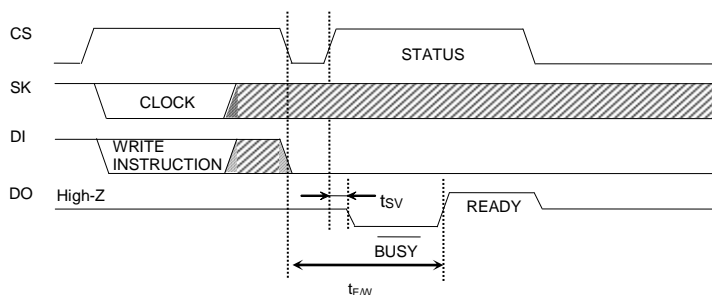 CS
STATUS
SK
CLOCK
DI
WRITE
INSTRUCTION
DO
High-Z
tSV
READY
BUSY
tE/W